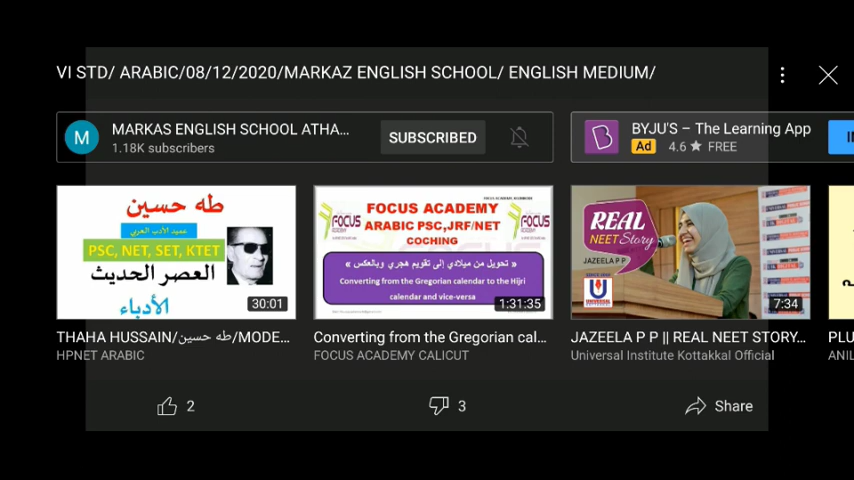 VI STD/ ARABIC/08/12/2020/MARKAZ ENGLISH SCHOOL/ ENGLISH MEDIUM/
M
MARKAS ENGLISH SCHOOL ATHA...
1.18K subscribers
SUBSCRIBED
BYJU'S – The Learning App
Ad 4.6 ★ FREE
طه حسين
عميد الأدب العربي
PSC, NET, SET, KTET
العصر الحديث
الأدباء
30:01
THAHA HUSSAIN/طه حسين/MODE...
HPNET ARABIC
FOCUS
FOCUS ACADEMY
ARABIC PSC,JRF/NET
COCHING
FOCUS
« تحويل من ميلادي إلى تقويم هجري وبالعكس »
Converting from the Gregorian calendar to the Hijri
calendar and vice-versa
1:31:35
Converting from the Gregorian cal...
FOCUS ACADEMY CALICUT
REAL
NEET Story
JAZEELA P P
UNIVERSAL
7:34
JAZEELA P P || REAL NEET STORY...
Universal Institute Kottakkal Official
PLU
ANIL
2
3
Share